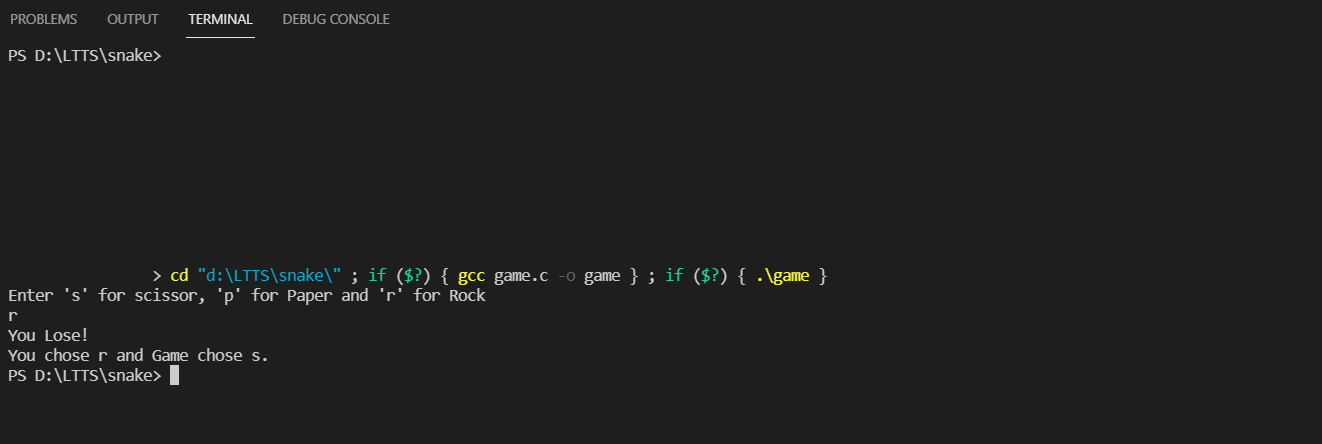 PROBLEMS OUTPUT TERMINAL DEBUG CONSOLE
PS D:\LTTS\snake>
> cd "d:\LTTS\snake\" ; if ($?) { gcc game.c -o game } ; if ($?) { .\game }
Enter 's' for scissor, 'p' for Paper and 'r' for Rock
r
You Lose!
You chose r and Game chose s.
PS D:\LTTS\snake>